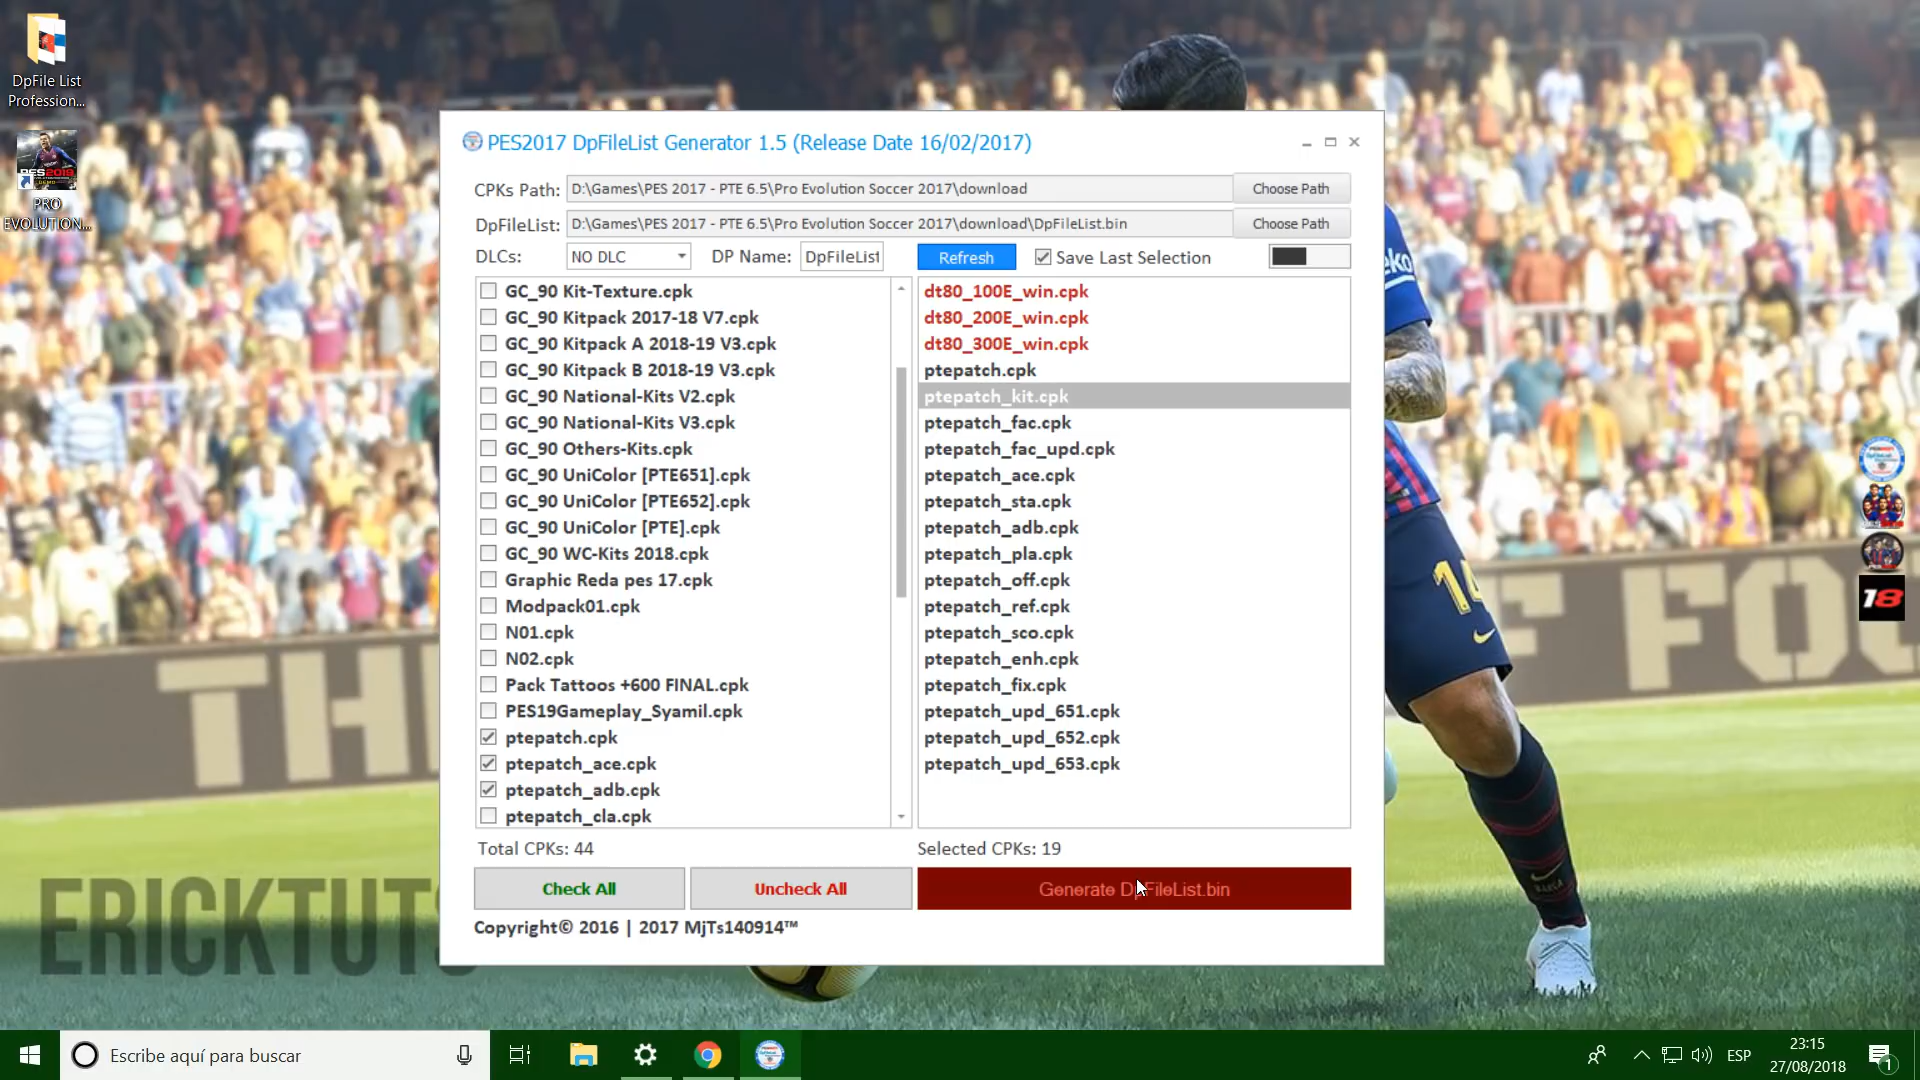 DpFile List
Profession...
PES2019
PRO
EVOLUTION...
PES2017 DpFileList Generator 1.5 (Release Date 16/02/2017)
CPKs Path: D:\Games\PES 2017 - PTE 6.5\Pro Evolution Soccer 2017\download Choose Path
DpFileList: D:\Games\PES 2017 - PTE 6.5\Pro Evolution Soccer 2017\download\DpFileList.bin Choose Path
DLCs: NO DLC DP Name: DpFileList Refresh Save Last Selection
GC_90 Kit-Texture.cpk
GC_90 Kitpack 2017-18 V7.cpk
GC_90 Kitpack A 2018-19 V3.cpk
GC_90 Kitpack B 2018-19 V3.cpk
GC_90 National-Kits V2.cpk
GC_90 National-Kits V3.cpk
GC_90 Others-Kits.cpk
GC_90 UniColor [PTE651].cpk
GC_90 UniColor [PTE652].cpk
GC_90 UniColor [PTE].cpk
GC_90 WC-Kits 2018.cpk
Graphic Reda pes 17.cpk
Modpack01.cpk
N01.cpk
N02.cpk
Pack Tattoos +600 FINAL.cpk
PES19Gameplay_Syamil.cpk
ptepatch.cpk
ptepatch_ace.cpk
ptepatch_adb.cpk
ptepatch_cla.cpk
dt80_100E_win.cpk
dt80_200E_win.cpk
dt80_300E_win.cpk
ptepatch.cpk
ptepatch_kit.cpk
ptepatch_fac.cpk
ptepatch_fac_upd.cpk
ptepatch_ace.cpk
ptepatch_sta.cpk
ptepatch_adb.cpk
ptepatch_pla.cpk
ptepatch_off.cpk
ptepatch_ref.cpk
ptepatch_sco.cpk
ptepatch_enh.cpk
ptepatch_fix.cpk
ptepatch_upd_651.cpk
ptepatch_upd_652.cpk
ptepatch_upd_653.cpk
Total CPKs: 44 Selected CPKs: 19
Check All Uncheck All Generate DpFileList.bin
Copyright© 2016 | 2017 MjTs140914™
THE
OF FO
14
18
ERICKTUTS
Escribe aquí para buscar
ESP
23:15
27/08/2018
1